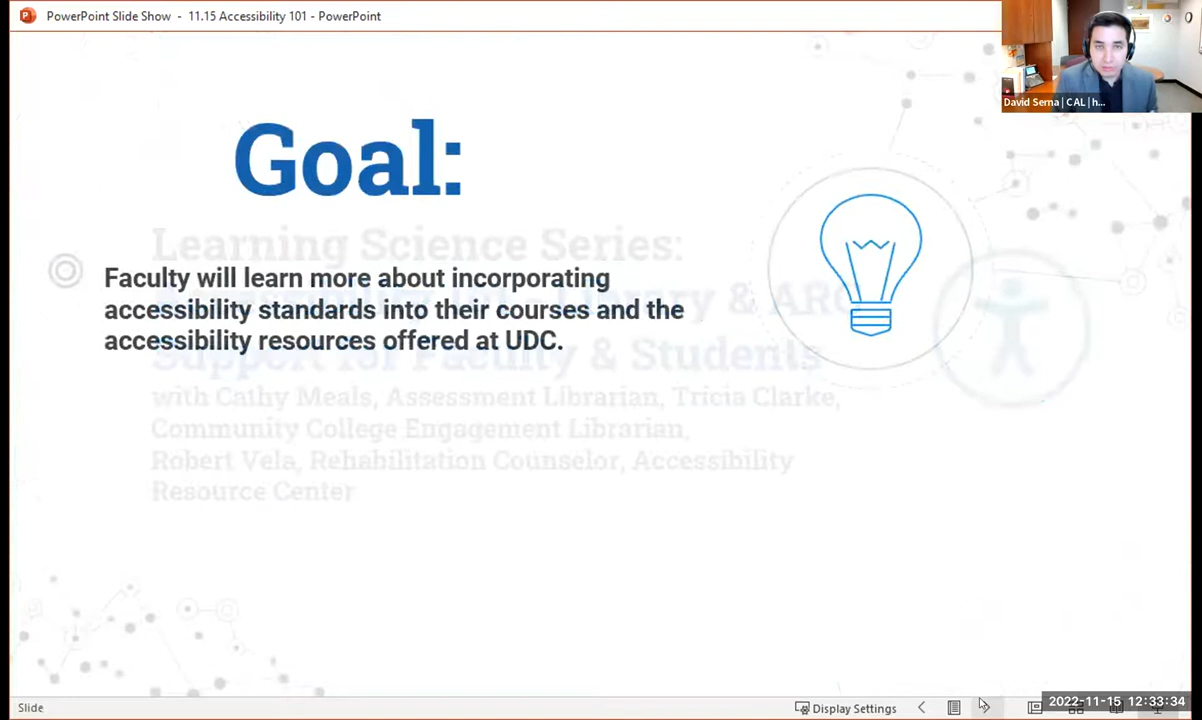 PowerPoint Slide Show - 11.15 Accessibility 101 - PowerPoint
David Serna | CAL | h...
Goal:
Learning Science Series:
Faculty will learn more about incorporating
accessibility standards into their courses and the
accessibility resources offered at UDC.
Library & ARC
Support for Faculty & Students
with Cathy Meals, Assessment Librarian, Tricia Clarke,
Community College Engagement Librarian,
Robert Vela, Rehabilitation Counselor, Accessibility
Resource Center
Slide
Display Settings
2022-11-15 12:33:34